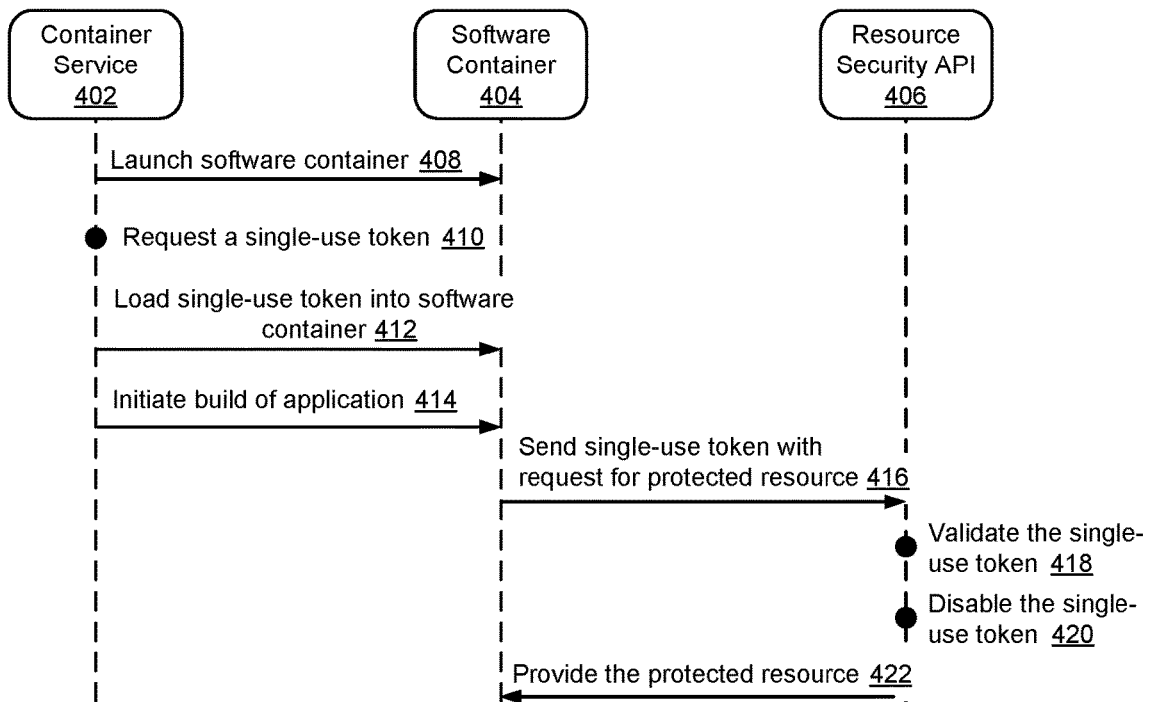 Container
Service
402
Software
Container
404
Resource
Security API
406
Launch software container 408
Request a single-use token 410
Load single-use token into software
container 412
Initiate build of application 414
Send single-use token with
request for protected resource 416
Validate the single-
use token 418
Disable the single-
use token 420
Provide the protected resource 422